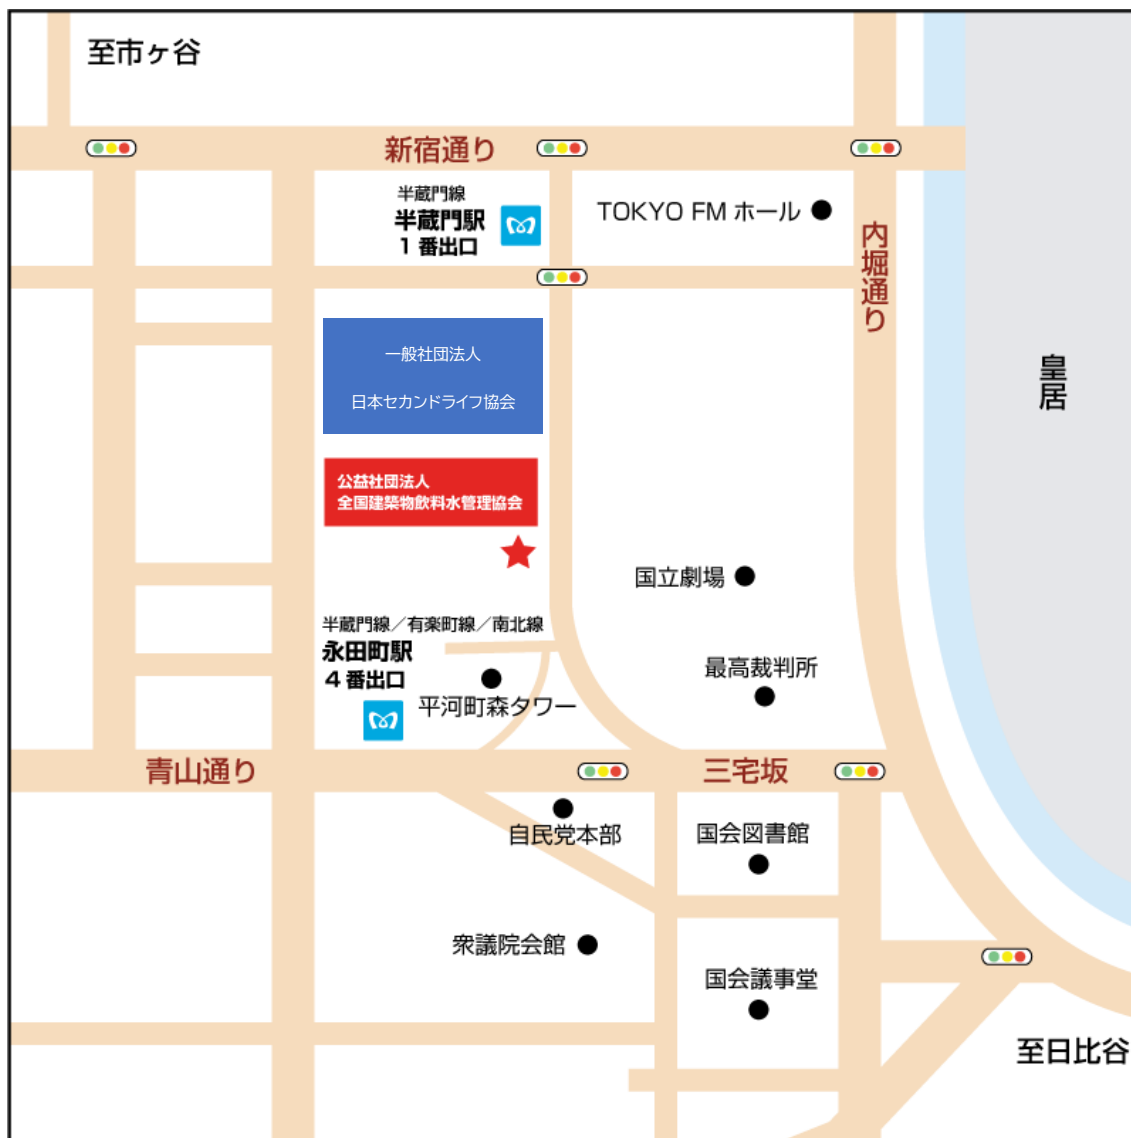 至市ヶ谷
新宿通り
半蔵門線
半蔵門駅
1 番出口
TOKYO FM ホール
内堀通り
一般社団法人
日本セカンドライフ協会
皇居
公益社団法人
全国建築物飲料水管理協会
国立劇場
半蔵門線／有楽町線／南北線
永田町駅
4 番出口
最高裁判所
平河町森タワー
青山通り
三宅坂
自民党本部
国会図書館
衆議院会館
国会議事堂
至日比谷